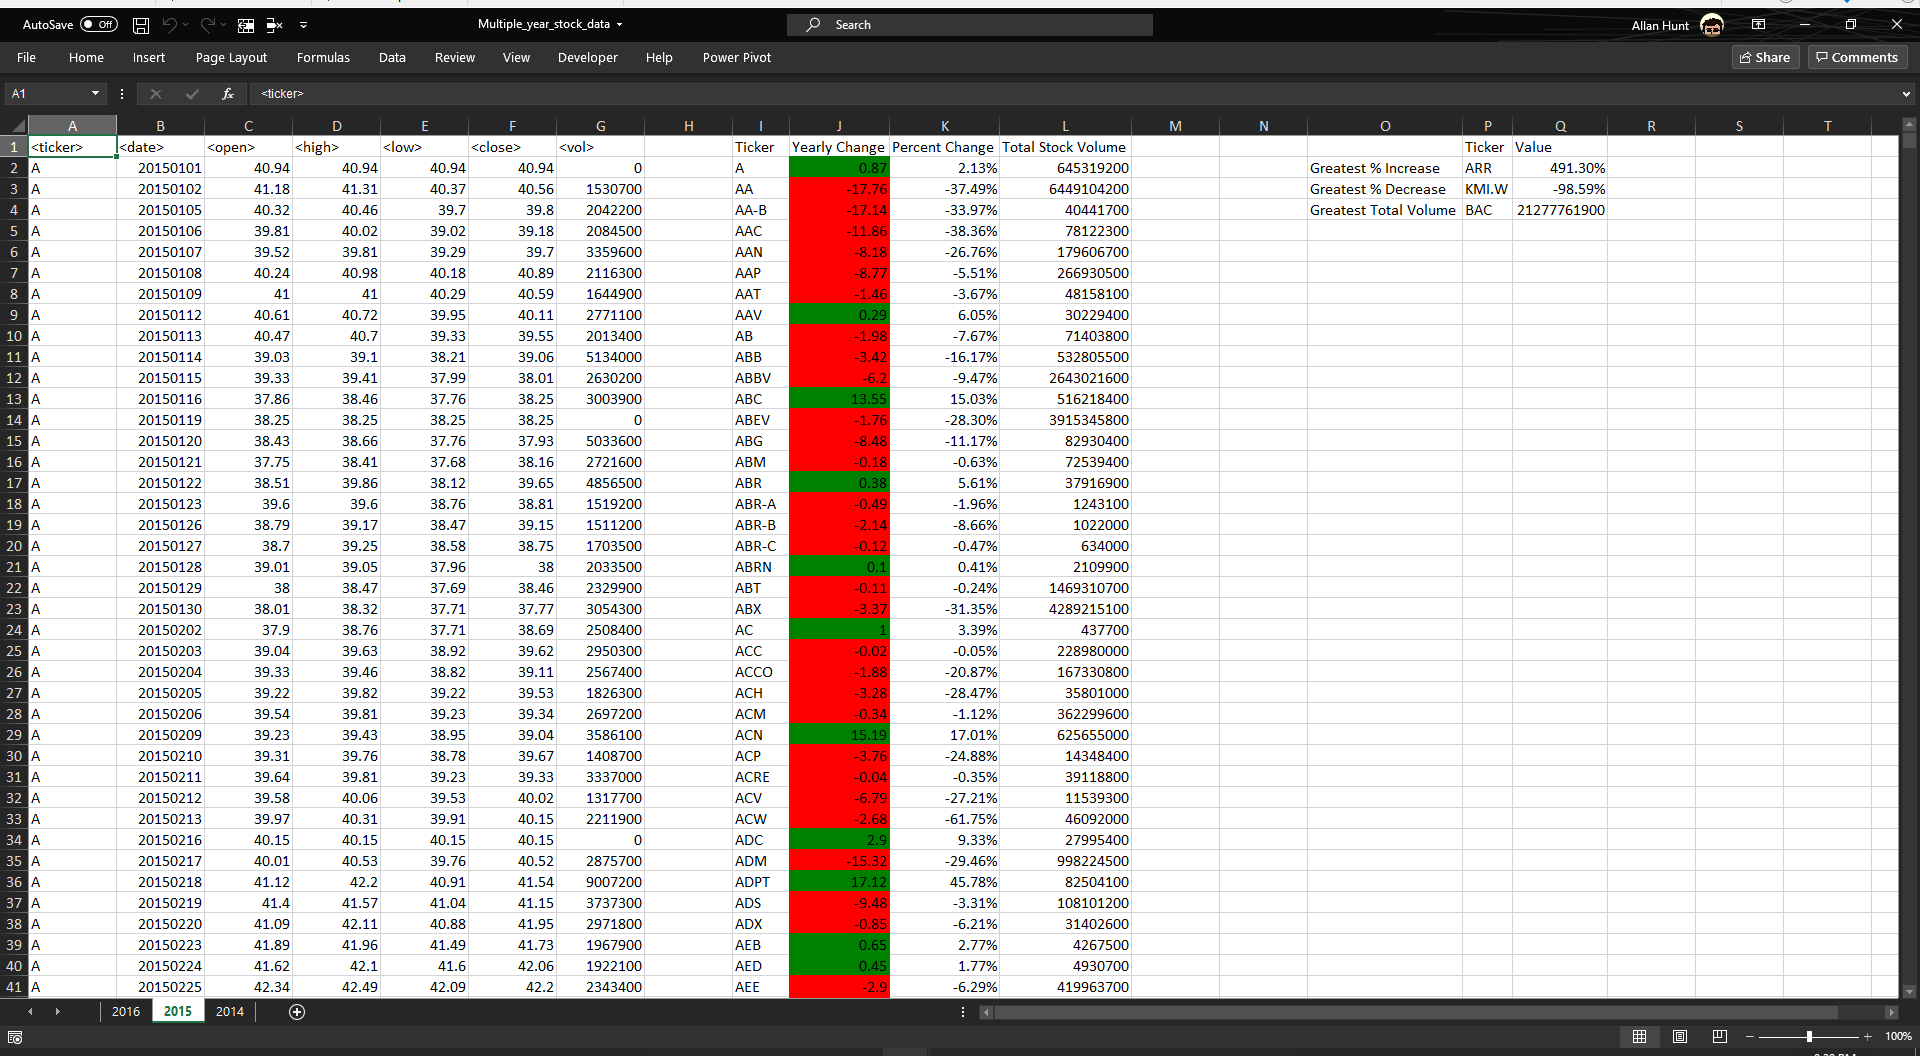 AutoSave Off Multiple_year_stock_data Search Allan Hunt
File Home Insert Page Layout Formulas Data Review View Developer Help Power Pivot Share Comments
A1 fx <ticker>
A B C D E F G H I J K L M N O P Q R S T
1 <ticker> <date> <open> <high> <low> <close> <vol> Ticker Yearly Change Percent Change Total Stock Volume Ticker Value
2 A 20150101 40.94 40.94 40.94 40.94 0 A 0.87 2.13% 645319200 Greatest % Increase ARR 491.30%
3 A 20150102 41.18 41.31 40.37 40.56 1530700 AA -17.76 -37.49% 6449104200 Greatest % Decrease KMI.W -98.59%
4 A 20150105 40.32 40.46 39.7 39.8 2042200 AA-B -17.14 -33.97% 40441700 Greatest Total Volume BAC 21277761900
5 A 20150106 39.81 40.02 39.02 39.18 2084500 AAC -11.86 -38.36% 78122300
6 A 20150107 39.52 39.81 39.29 39.7 3359600 AAN -8.18 -26.76% 179606700
7 A 20150108 40.24 40.98 40.18 40.89 2116300 AAP -8.77 -5.51% 266930500
8 A 20150109 41 41 40.29 40.59 1644900 AAT -1.46 -3.67% 48158100
9 A 20150112 40.61 40.72 39.95 40.11 2771100 AAV 0.29 6.05% 30229400
10 A 20150113 40.47 40.7 39.33 39.55 2013400 AB -1.98 -7.67% 71403800
11 A 20150114 39.03 39.1 38.21 39.06 5134000 ABB -3.42 -16.17% 532805500
12 A 20150115 39.33 39.41 37.99 38.01 2630200 ABBV -6.2 -9.47% 2643021600
13 A 20150116 37.86 38.46 37.76 38.25 3003900 ABC 13.55 15.03% 516218400
14 A 20150119 38.25 38.25 38.25 38.25 0 ABEV -1.76 -28.30% 3915345800
15 A 20150120 38.43 38.66 37.76 37.93 5033600 ABG -8.48 -11.17% 82930400
16 A 20150121 37.75 38.41 37.68 38.16 2721600 ABM -0.18 -0.63% 72539400
17 A 20150122 38.51 39.86 38.12 39.65 4856500 ABR 0.38 5.61% 37916900
18 A 20150123 39.6 39.6 38.76 38.81 1519200 ABR-A -0.49 -1.96% 1243100
19 A 20150126 38.79 39.17 38.47 39.15 1511200 ABR-B -2.14 -8.66% 1022000
20 A 20150127 38.7 39.25 38.58 38.75 1703500 ABR-C -0.12 -0.47% 634000
21 A 20150128 39.01 39.05 37.96 38 2033500 ABRN 0.1 0.41% 2109900
22 A 20150129 38 38.47 37.69 38.46 2329900 ABT -0.11 -0.24% 1469310700
23 A 20150130 38.01 38.32 37.71 37.77 3054300 ABX -3.37 -31.35% 4289215100
24 A 20150202 37.9 38.76 37.71 38.69 2508400 AC 1 3.39% 437700
25 A 20150203 39.04 39.63 38.92 39.62 2950300 ACC -0.02 -0.05% 228980000
26 A 20150204 39.33 39.46 38.82 39.11 2567400 ACCO -1.88 -20.87% 167330800
27 A 20150205 39.22 39.82 39.22 39.53 1826300 ACH -3.28 -28.47% 35801000
28 A 20150206 39.54 39.81 39.23 39.34 2697200 ACM -0.34 -1.12% 362299600
29 A 20150209 39.23 39.43 38.95 39.04 3586100 ACN 15.19 17.01% 625655000
30 A 20150210 39.31 39.76 38.78 39.67 1408700 ACP -3.76 -24.88% 14348400
31 A 20150211 39.64 39.81 39.23 39.33 3337000 ACRE -0.04 -0.35% 39118800
32 A 20150212 39.58 40.06 39.53 40.02 1317700 ACV -6.79 -27.21% 11539300
33 A 20150213 39.97 40.31 39.91 40.15 2211900 ACW -2.68 -61.75% 46092000
34 A 20150216 40.15 40.15 40.15 40.15 0 ADC 2.9 9.33% 27995400
35 A 20150217 40.01 40.53 39.76 40.52 2875700 ADM -15.32 -29.46% 998224500
36 A 20150218 41.12 42.2 40.91 41.54 9007200 ADPT 17.12 45.78% 82504100
37 A 20150219 41.4 41.57 41.04 41.15 3737300 ADS -9.48 -3.31% 108101200
38 A 20150220 41.09 42.11 40.88 41.95 2971800 ADX -0.85 -6.21% 31402600
39 A 20150223 41.89 41.96 41.49 41.73 1967900 AEB 0.65 2.77% 4267500
40 A 20150224 41.62 42.1 41.6 42.06 1922100 AED 0.45 1.77% 4930700
41 A 20150225 42.34 42.49 42.09 42.2 2343400 AEE -2.9 -6.29% 419963700
2016 2015 2014
100%